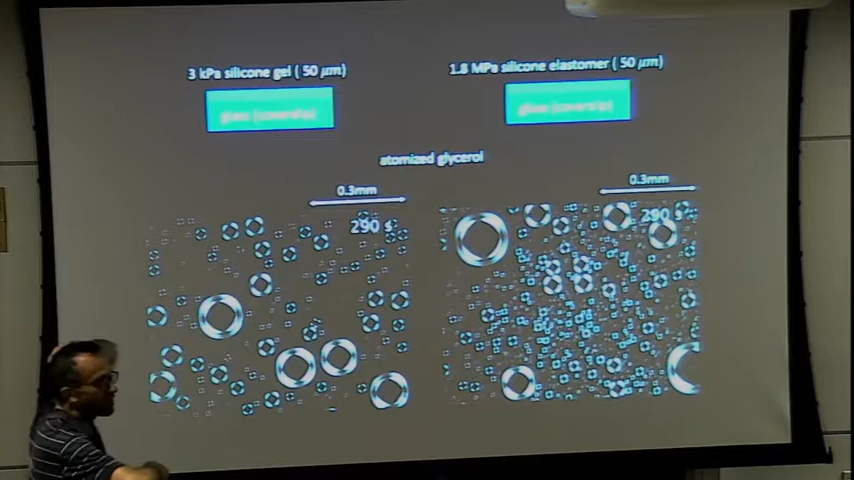 3 kPa silicone gel ( 50 μm)
1.8 MPa silicone elastomer ( 50 μm)
glass (coverslip)
glass (coverslip)
atomized glycerol
0.3mm
0.3mm
290 s
290 s